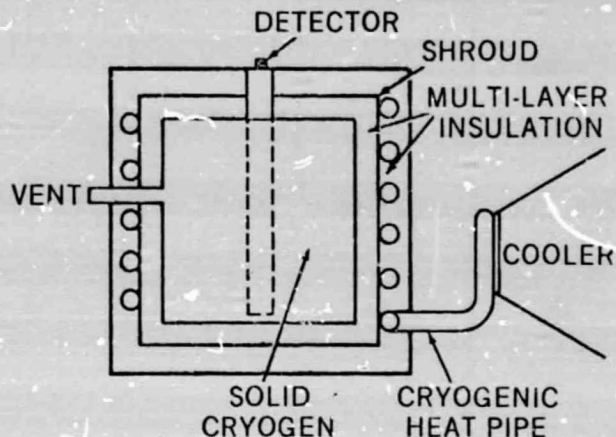 DETECTOR
SHROUD
MULTI-LAYER
INSULATION
VENT
COOLER
SOLID
CRYOGEN
CRYOGENIC
HEAT PIPE